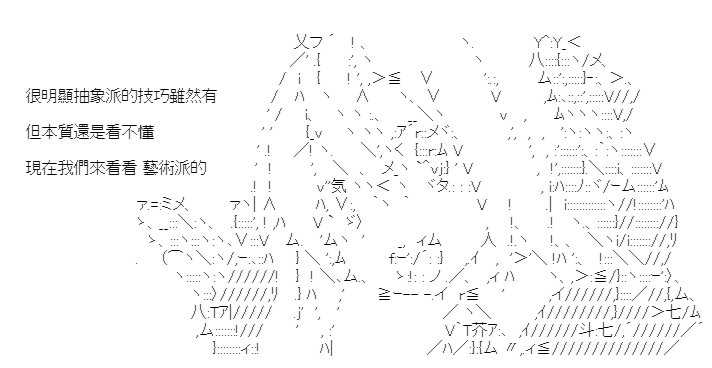 很明顯抽象派的技巧雖然有
但本質還是看不懂
現在我們來看看 藝術派的